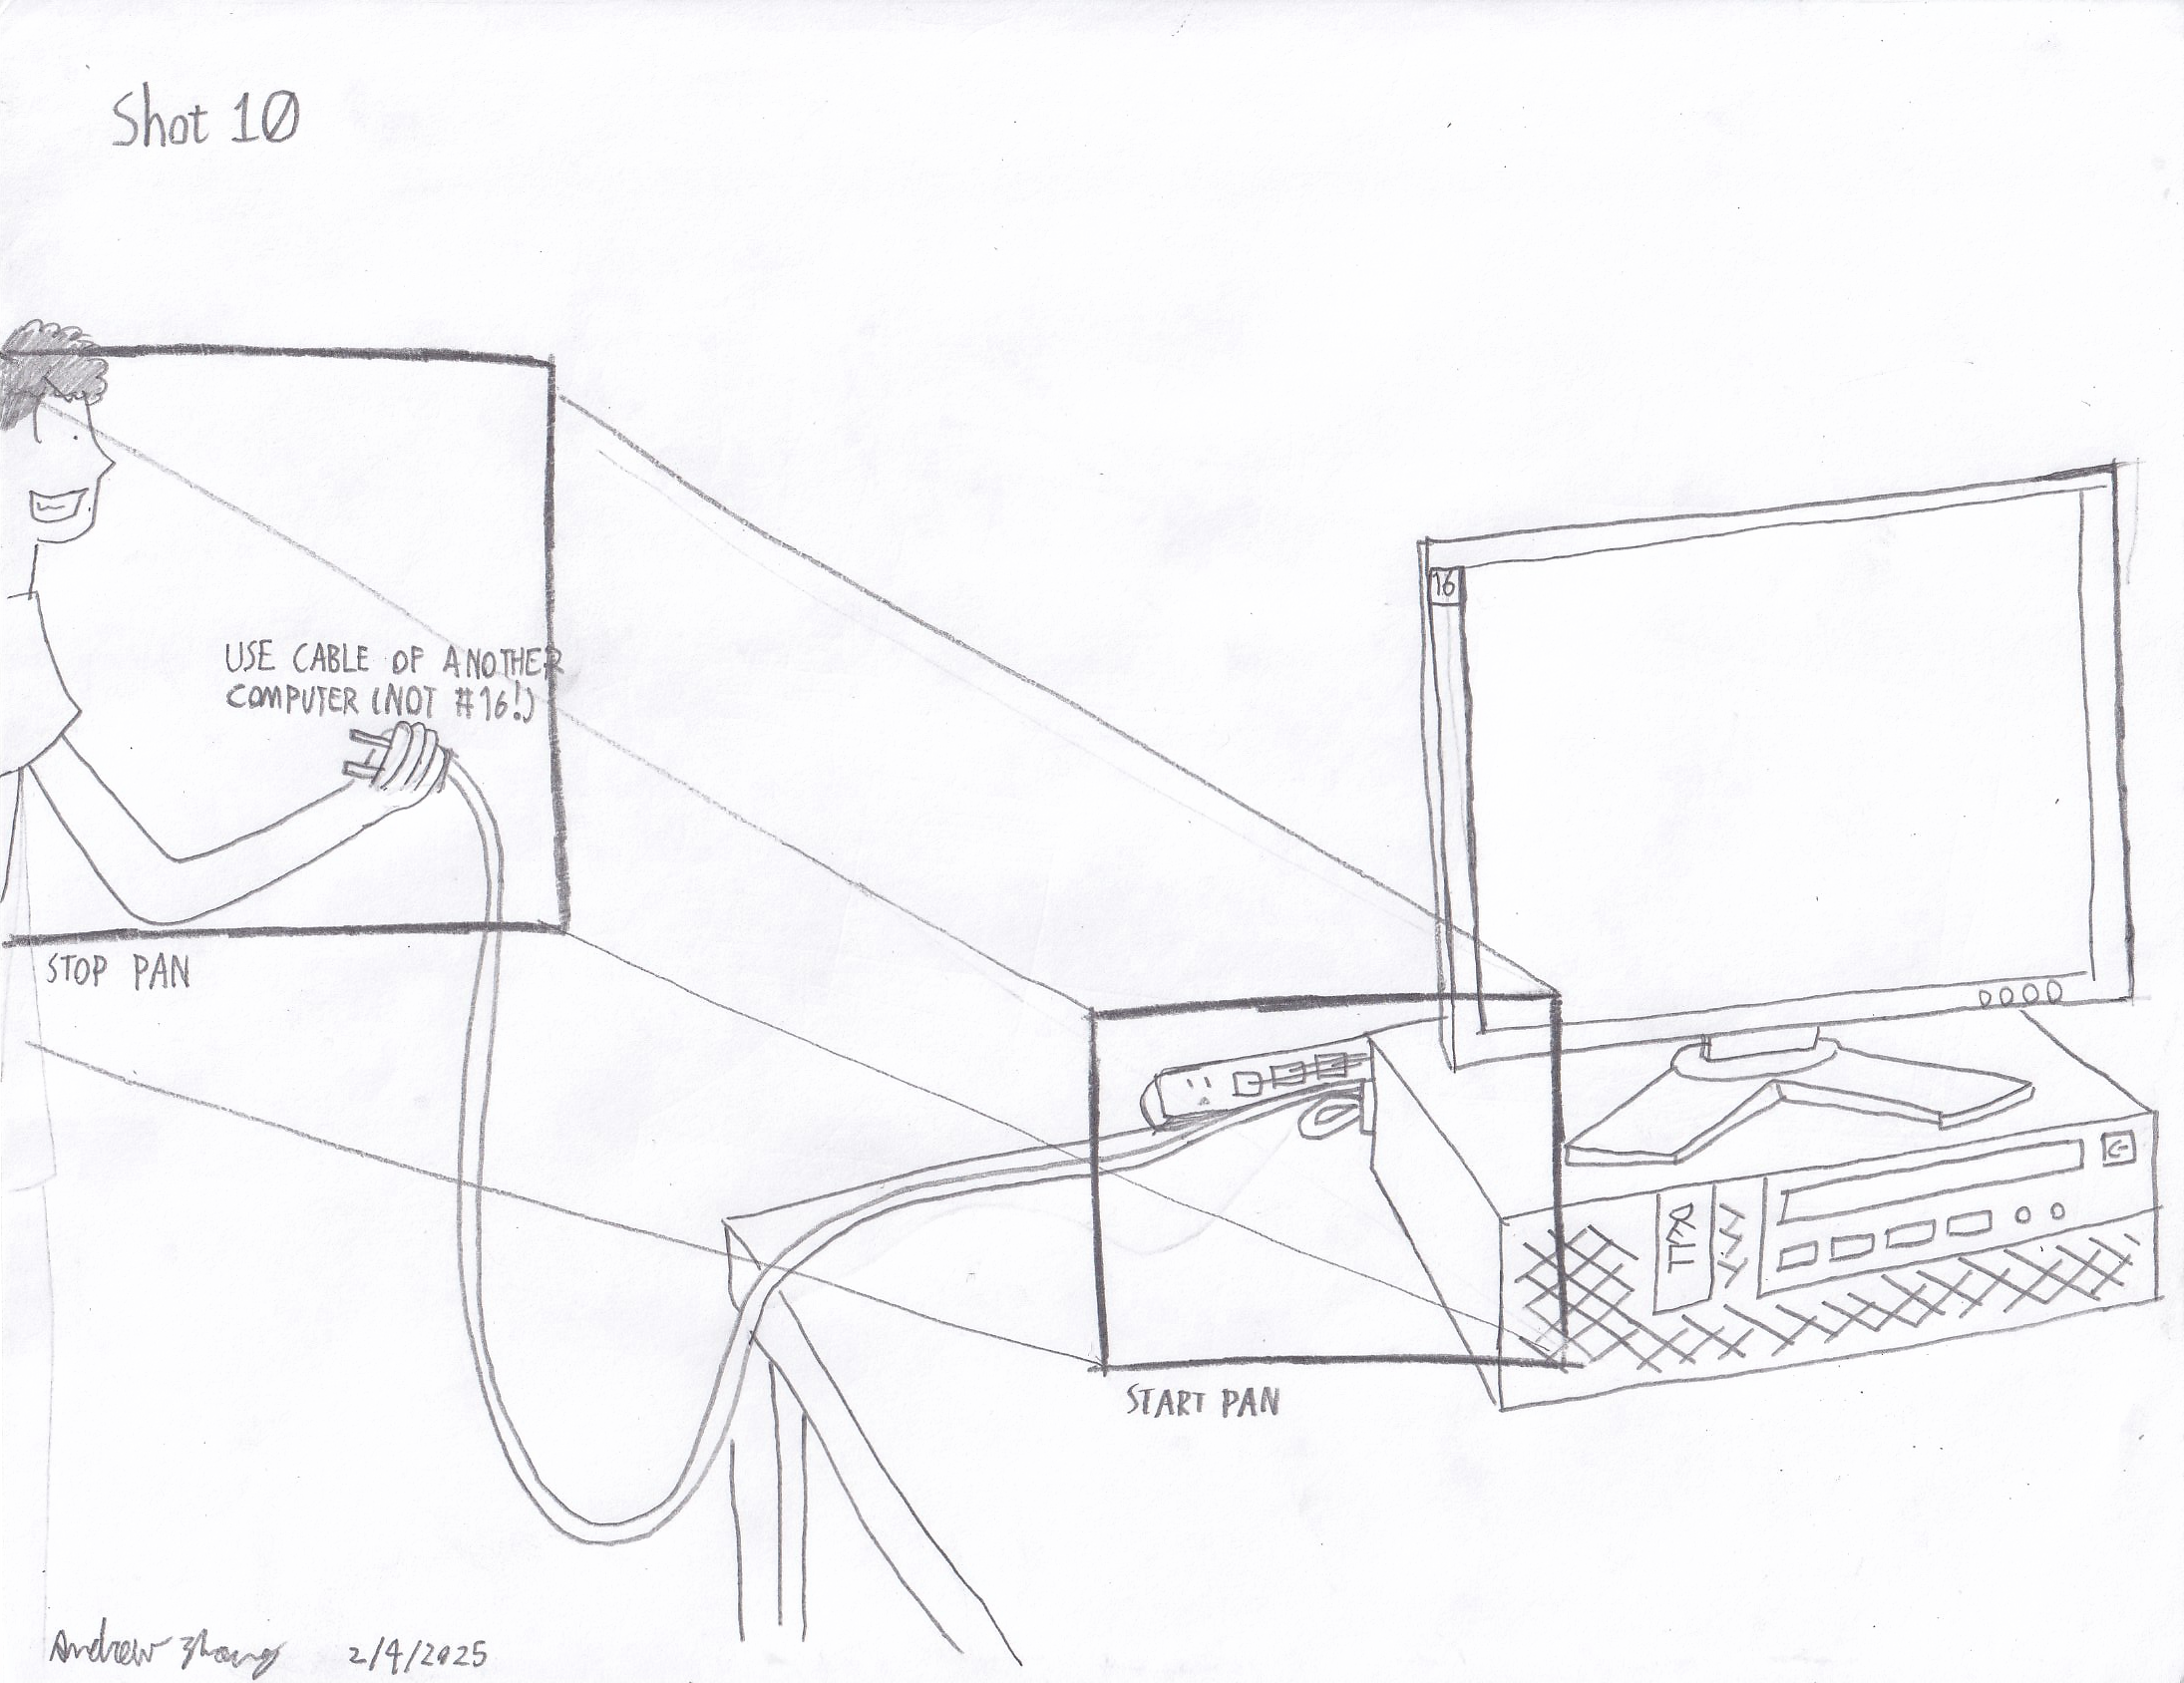 Shot 10
16
USE CABLE OF ANOTHER
COMPUTER (NOT #16!)
STOP PAN
DELL
START PAN
Andrew Zhang 2/4/2025